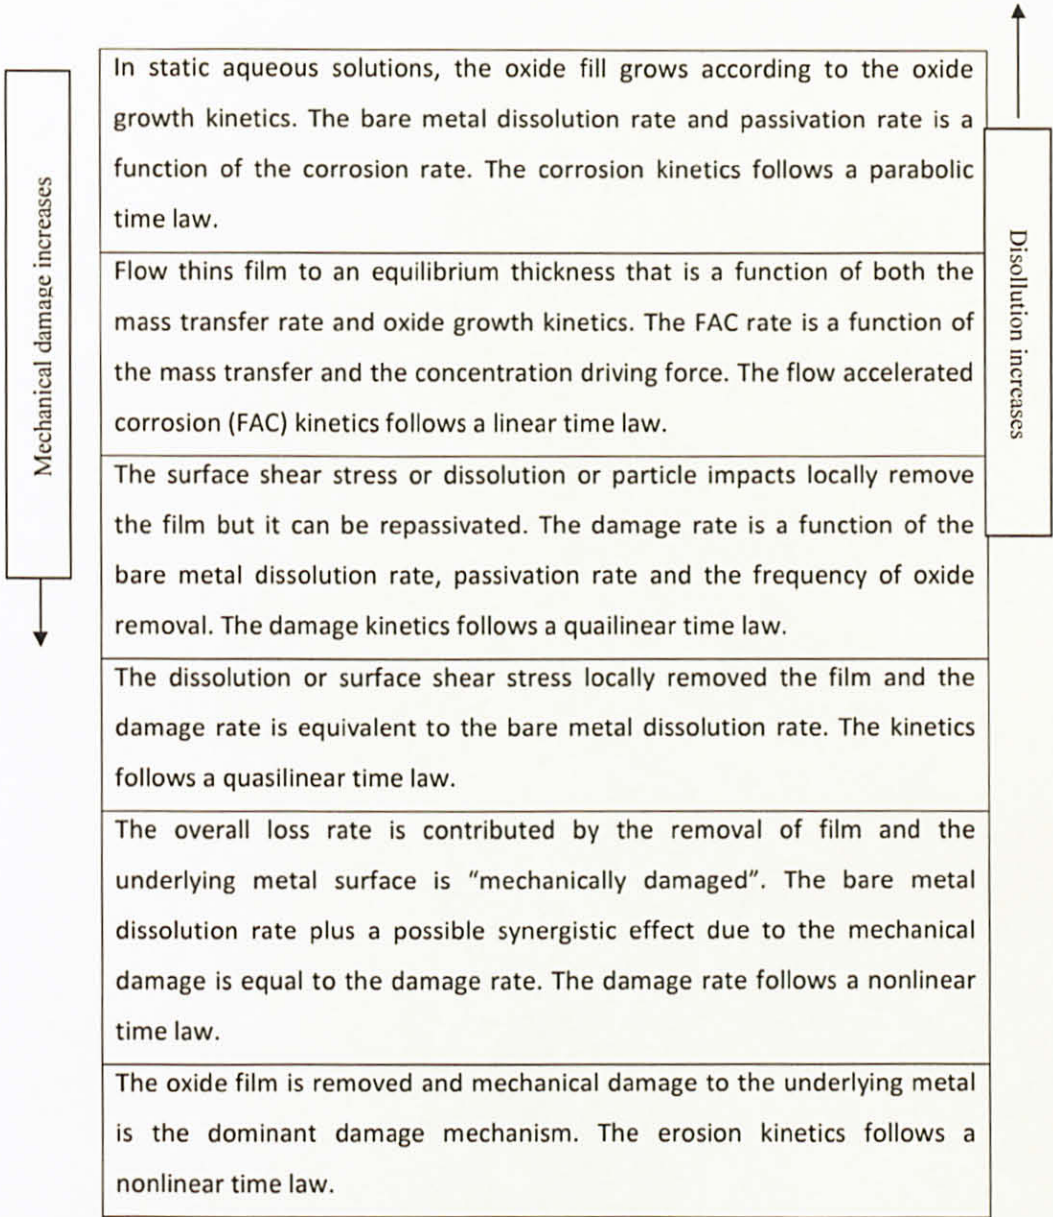 Mechanical damage increases
In static aqueous solutions, the oxide fill grows according to the oxide
growth kinetics. The bare metal dissolution rate and passivation rate is a
function of the corrosion rate. The corrosion kinetics follows a parabolic
time law.
Flow thins film to an equilibrium thickness that is a function of both the
mass transfer rate and oxide growth kinetics. The FAC rate is a function of
the mass transfer and the concentration driving force. The flow accelerated
corrosion (FAC) kinetics follows a linear time law.
The surface shear stress or dissolution or particle impacts locally remove
the film but it can be repassivated. The damage rate is a function of the
bare metal dissolution rate, passivation rate and the frequency of oxide
removal. The damage kinetics follows a quailinear time law.
The dissolution or surface shear stress locally removed the film and the
damage rate is equivalent to the bare metal dissolution rate. The kinetics
follows a quasilinear time law.
The overall loss rate is contributed by the removal of film and the
underlying metal surface is "mechanically damaged". The bare metal
dissolution rate plus a possible synergistic effect due to the mechanical
damage is equal to the damage rate. The damage rate follows a nonlinear
time law.
The oxide film is removed and mechanical damage to the underlying metal
is the dominant damage mechanism. The erosion kinetics follows a
nonlinear time law.
Disollution increases